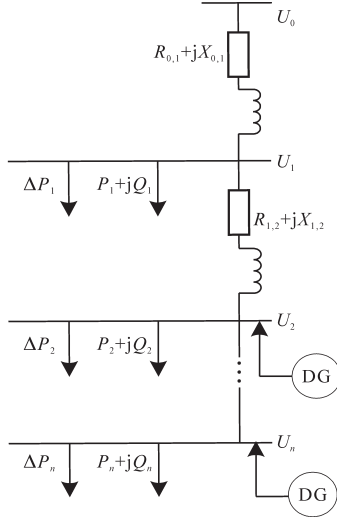 U₀
R₀,₁+jX₀,₁
U₁
ΔP₁ P₁+jQ₁
R₁,₂+jX₁,₂
U₂
ΔP₂ P₂+jQ₂
DG
Uₙ
ΔPₙ Pₙ+jQₙ
DG